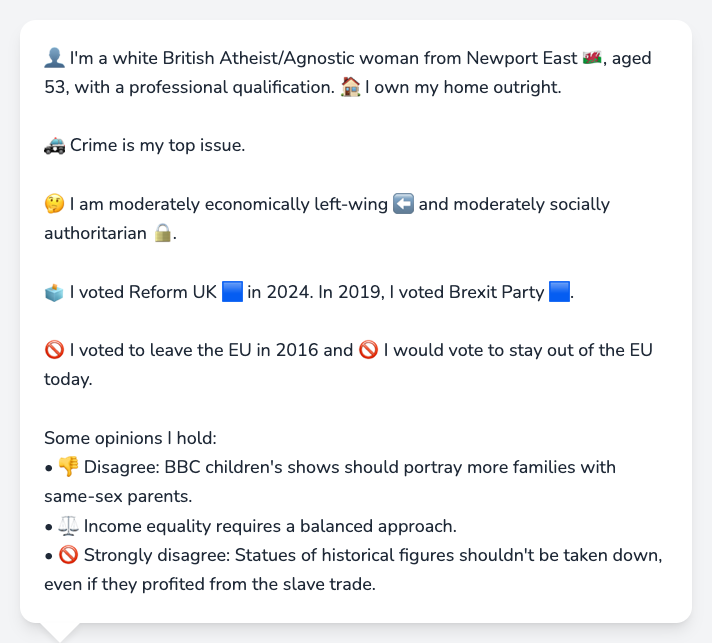 👤 I'm a white British Atheist/Agnostic woman from Newport East 🏴󠁧󠁢󠁷󠁬󠁳󠁿, aged
53, with a professional qualification. 🏠 I own my home outright.
🚓 Crime is my top issue.
🤔 I am moderately economically left-wing ⬅️ and moderately socially
authoritarian 🔒.
🗳️ I voted Reform UK 🟦 in 2024. In 2019, I voted Brexit Party 🟦.
🚫 I voted to leave the EU in 2016 and 🚫 I would vote to stay out of the EU
today.
Some opinions I hold:
• 👎 Disagree: BBC children's shows should portray more families with
same-sex parents.
• ⚖️ Income equality requires a balanced approach.
• 🚫 Strongly disagree: Statues of historical figures shouldn't be taken down,
even if they profited from the slave trade.